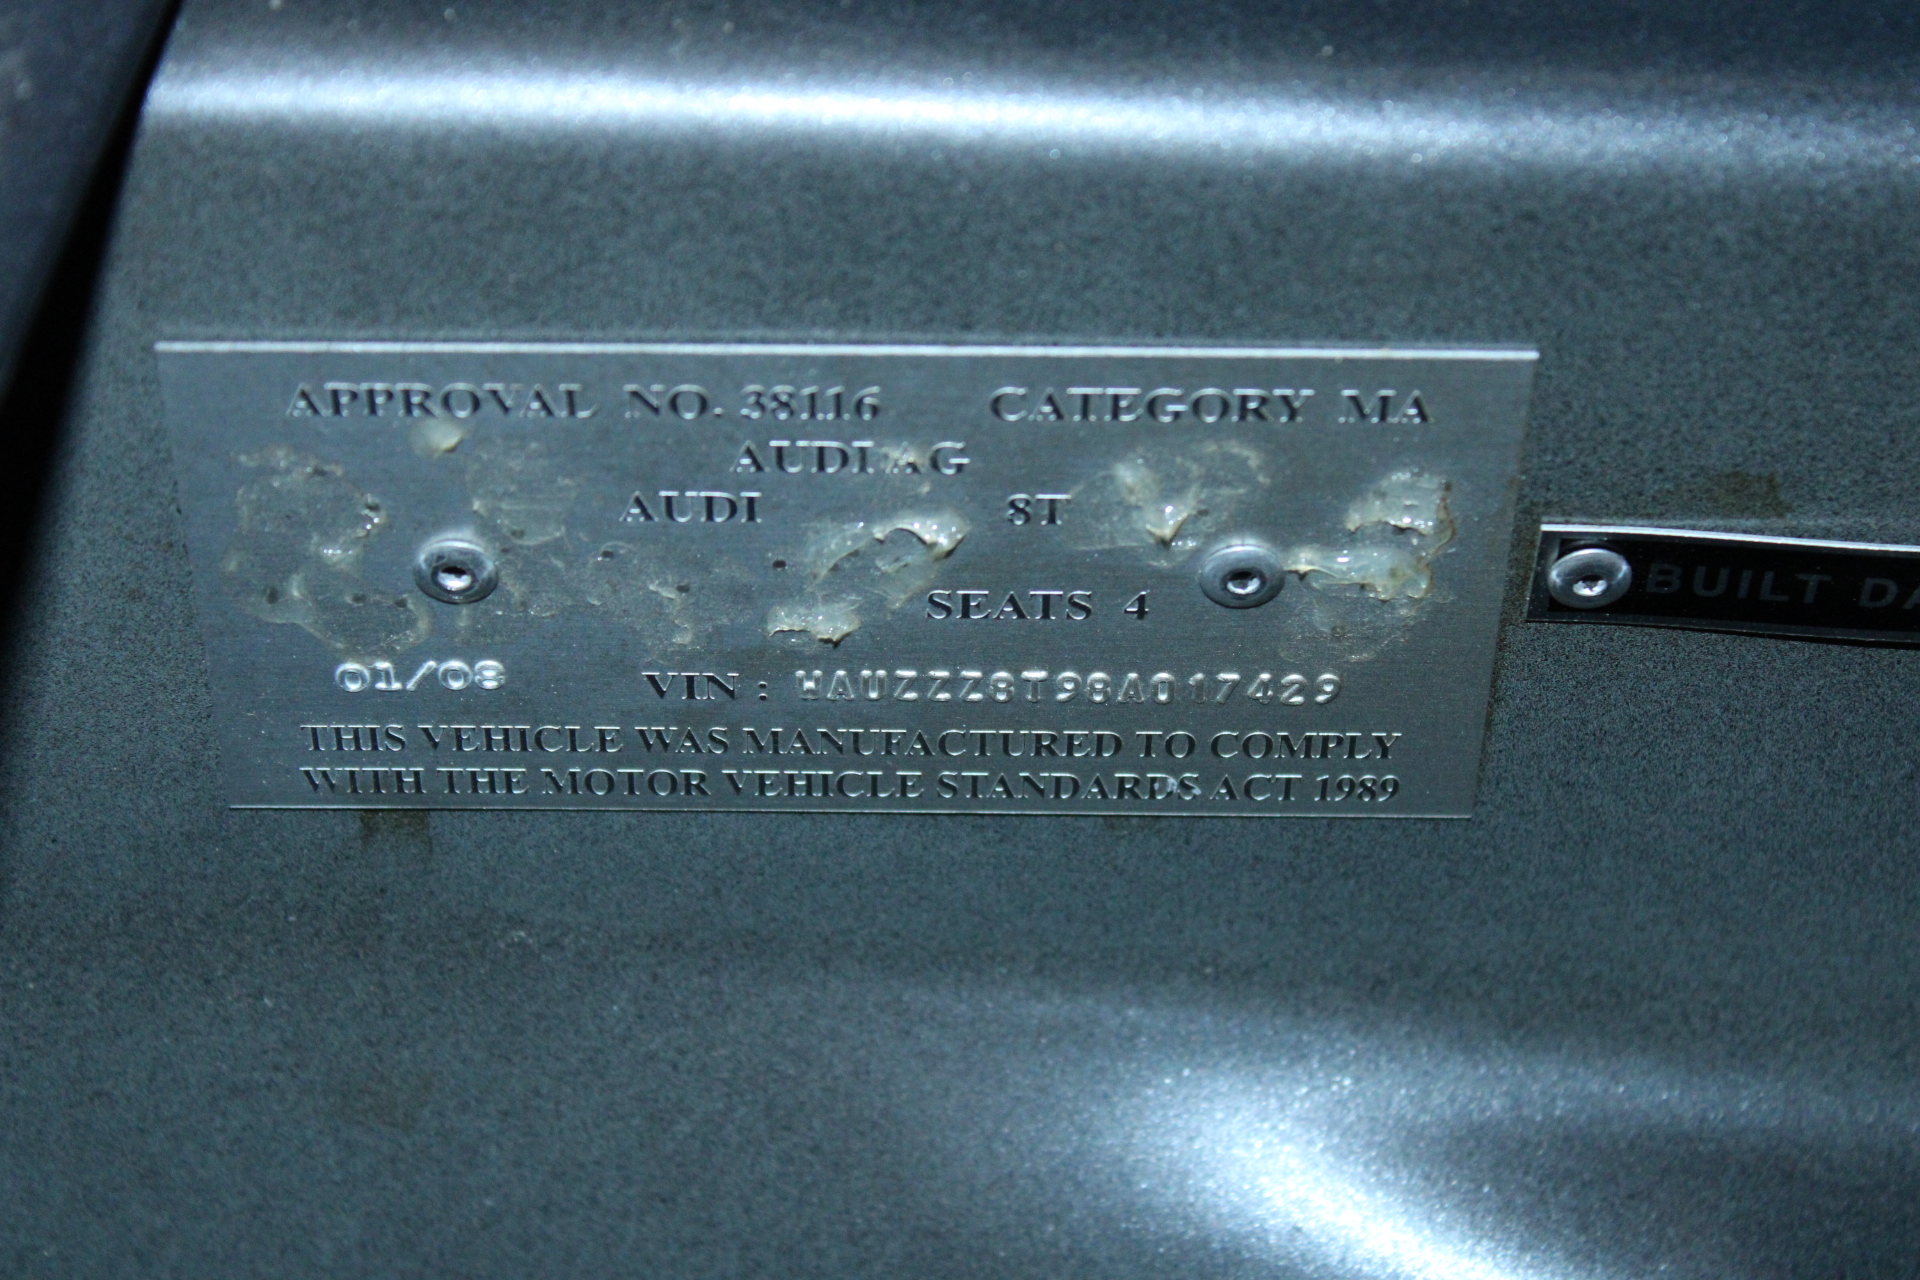 APPROVAL NO. 38116 CATEGORY MA
AUDI AG
AUDI 8T
SEATS 4
01/08 VIN : WAUZZZ8T98A017429
THIS VEHICLE WAS MANUFACTURED TO COMPLY
WITH THE MOTOR VEHICLE STANDARDS ACT 1989
BUILT DA